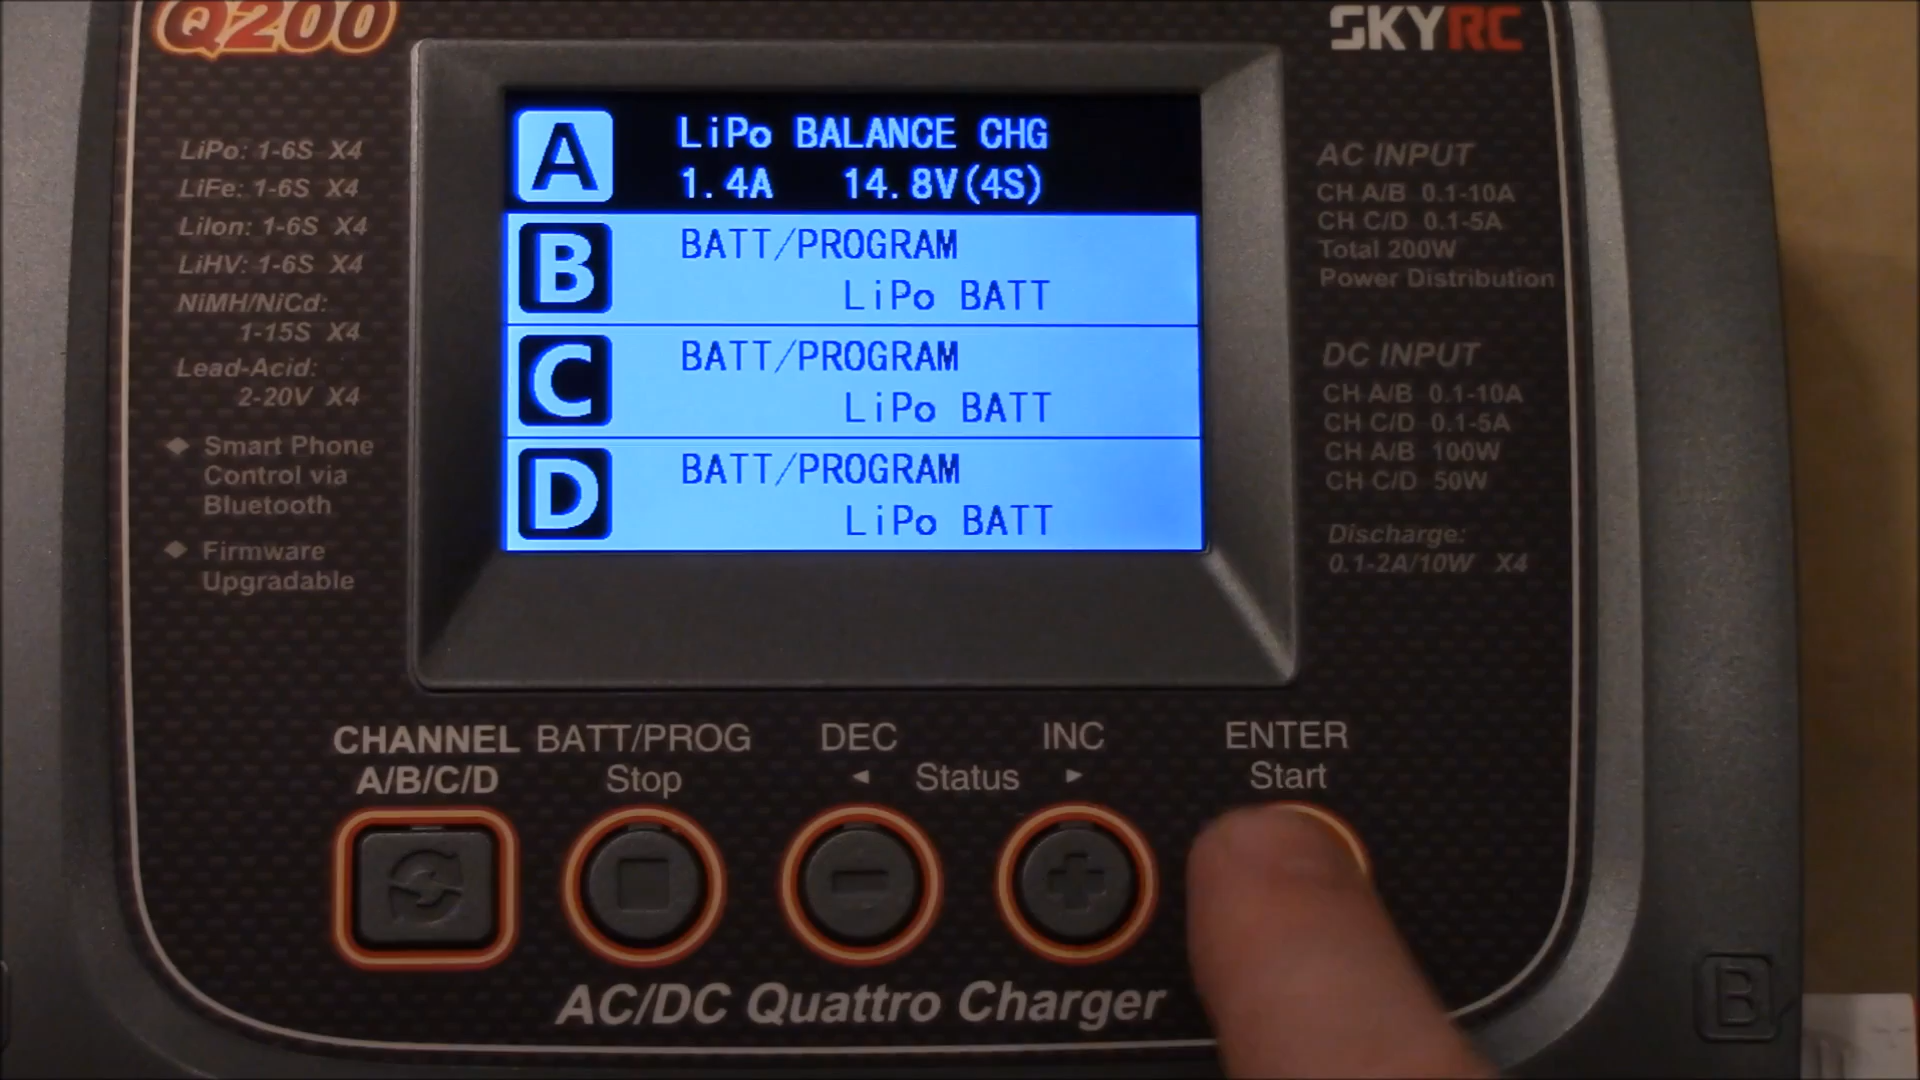 Q200
SKYRC
LiPo: 1-6S X4
LiFe: 1-6S X4
LiIon: 1-6S X4
LiHV: 1-6S X4
NiMH/NiCd:
1-15S X4
Lead-Acid:
2-20V X4
◆ Smart Phone
Control via
Bluetooth
◆ Firmware
Upgradable
A
LiPo BALANCE CHG
1.4A 14.8V(4S)
B
BATT/PROGRAM
LiPo BATT
C
BATT/PROGRAM
LiPo BATT
D
BATT/PROGRAM
LiPo BATT
AC INPUT
CH A/B 0.1-10A
CH C/D 0.1-5A
Total 200W
Power Distribution
DC INPUT
CH A/B 0.1-10A
CH C/D 0.1-5A
CH A/B 100W
CH C/D 50W
Discharge:
0.1-2A/10W X4
CHANNEL
A/B/C/D
BATT/PROG
Stop
DEC
INC
◄ Status ►
ENTER
Start
AC/DC Quattro Charger
B